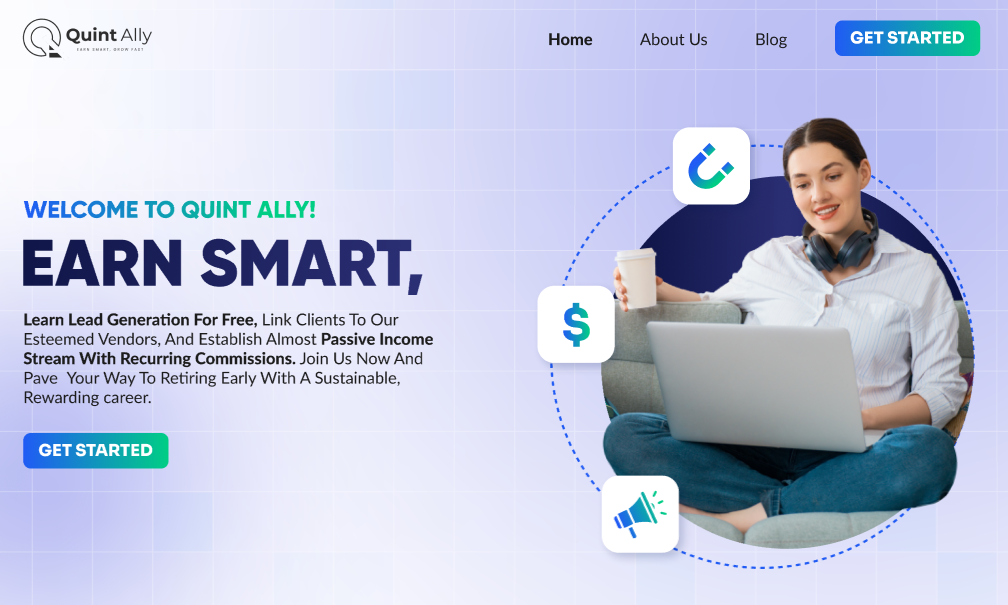 Quint Ally
EARN SMART, GROW FAST
Home
About Us
Blog
GET STARTED
WELCOME TO QUINT ALLY!
EARN SMART,
Learn Lead Generation For Free, Link Clients To Our
Esteemed Vendors, And Establish Almost Passive Income
Stream With Recurring Commissions. Join Us Now And
Pave  Your Way To Retiring Early With A Sustainable,
Rewarding career.
GET STARTED
$